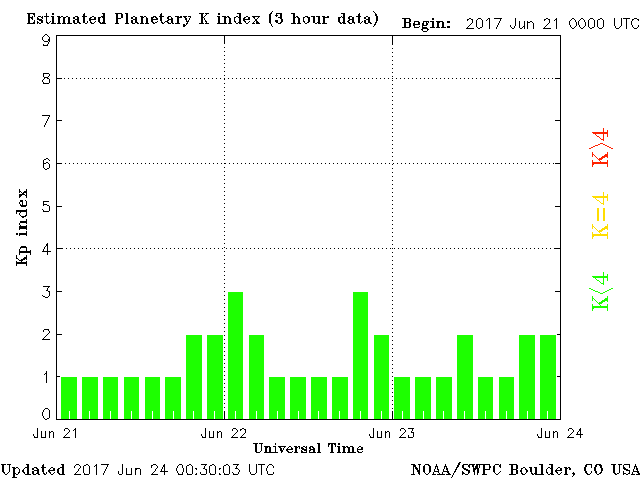 Estimated Planetary K index (3 hour data) Begin: 2017 Jun 21 0000 UTC
9
8
7
6
5
4
3
2
1
0
Kp index
K>4
K=4
K<4
Jun 21 Jun 22 Jun 23 Jun 24
Universal Time
Updated 2017 Jun 24 00:30:03 UTC NOAA/SWPC Boulder, CO USA